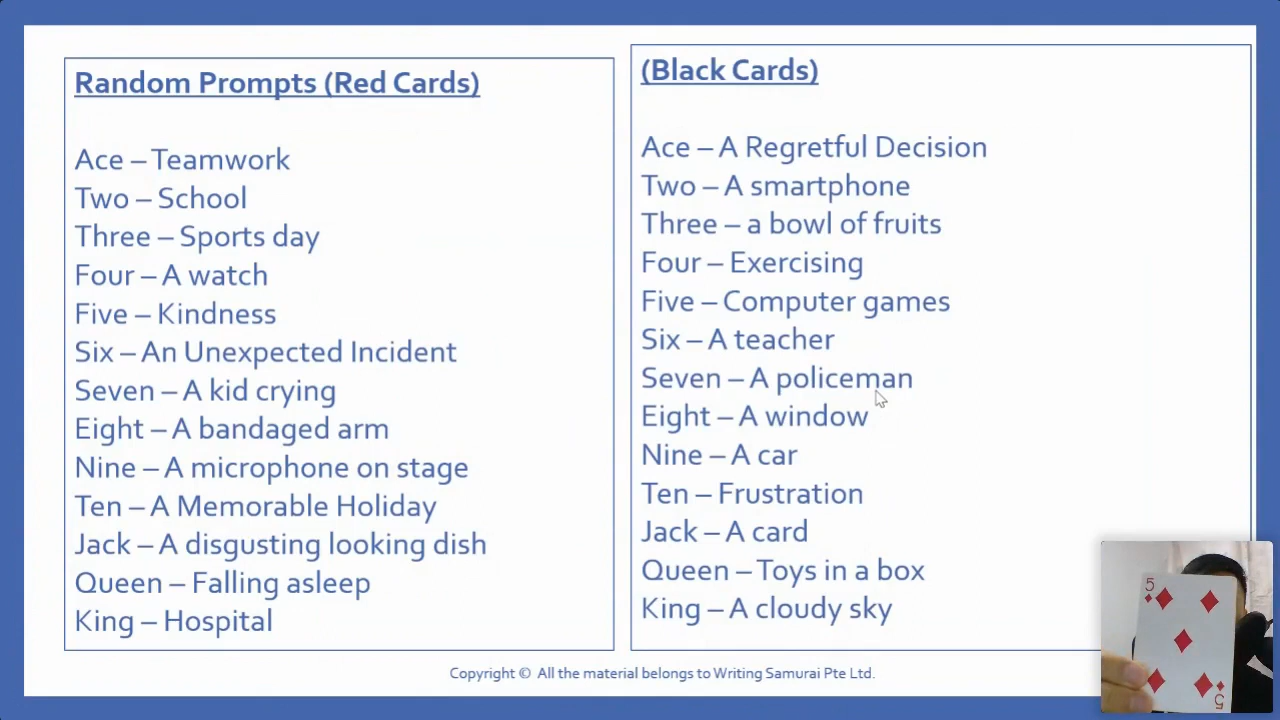 Random Prompts (Red Cards)
Ace – Teamwork
Two – School
Three – Sports day
Four – A watch
Five – Kindness
Six – An Unexpected Incident
Seven – A kid crying
Eight – A bandaged arm
Nine – A microphone on stage
Ten – A Memorable Holiday
Jack – A disgusting looking dish
Queen – Falling asleep
King – Hospital
(Black Cards)
Ace – A Regretful Decision
Two – A smartphone
Three – a bowl of fruits
Four – Exercising
Five – Computer games
Six – A teacher
Seven – A policeman
Eight – A window
Nine – A car
Ten – Frustration
Jack – A card
Queen – Toys in a box
King – A cloudy sky
Copyright © All the material belongs to Writing Samurai Pte Ltd.
5
5